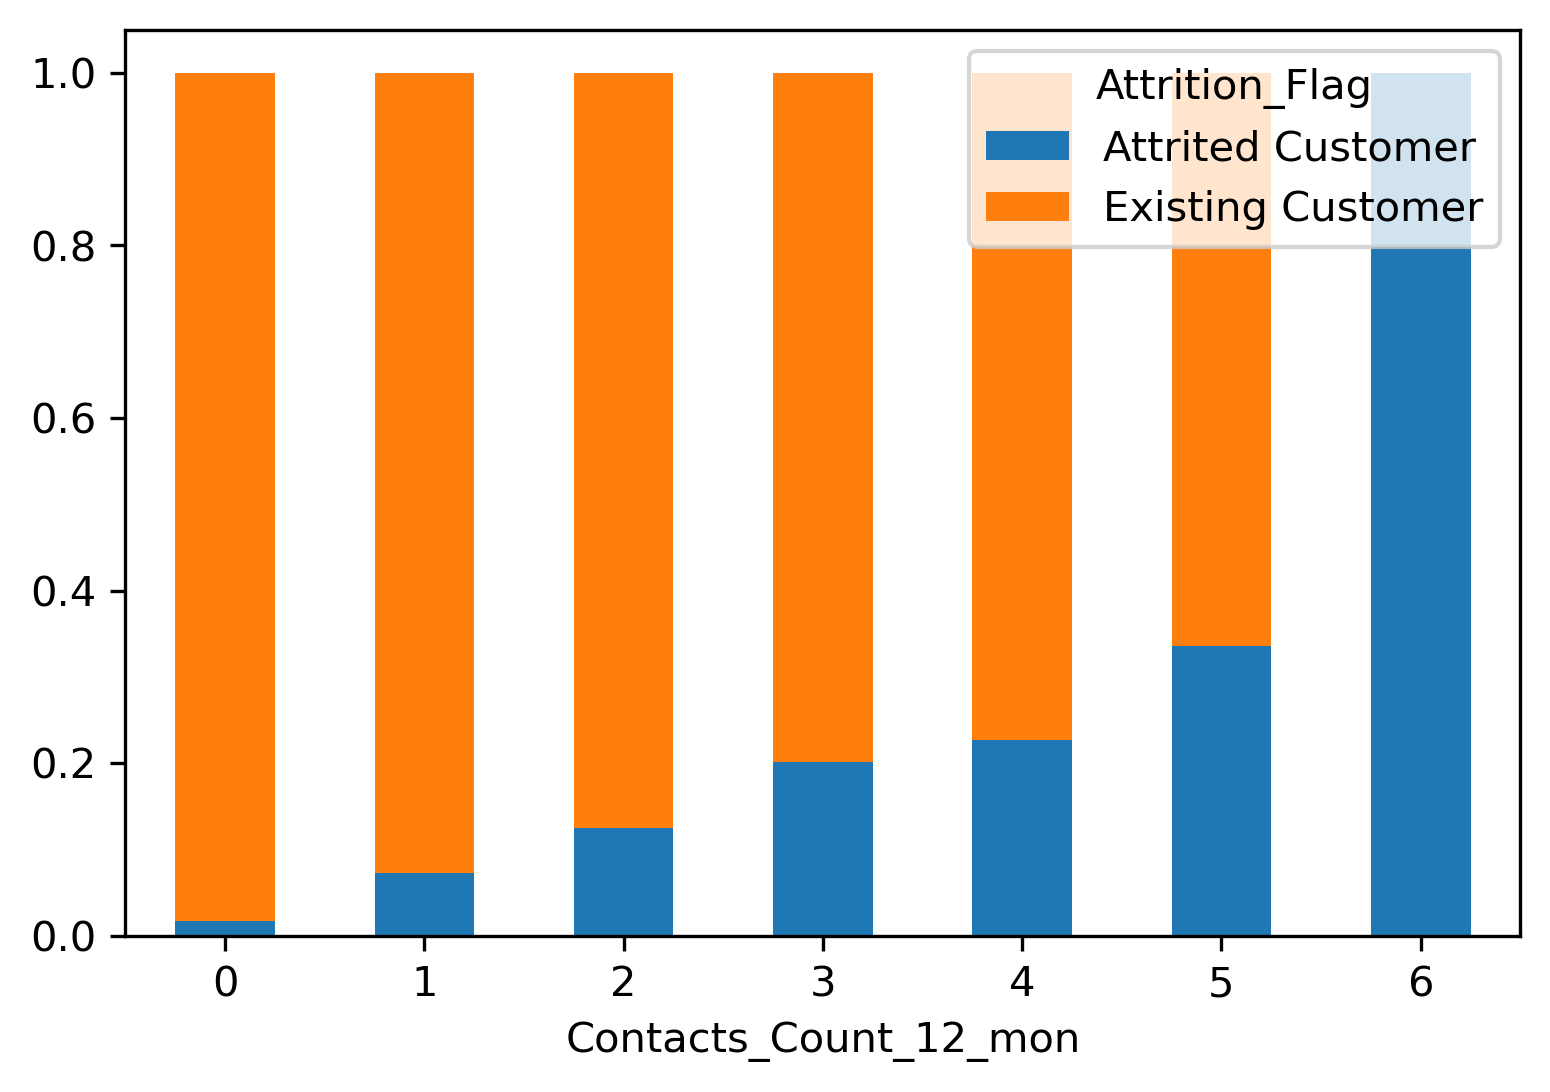 1.0
0.8
0.6
0.4
0.2
0.0
Attrition_Flag
Attrited Customer
Existing Customer
0 1 2 3 4 5 6
Contacts_Count_12_mon